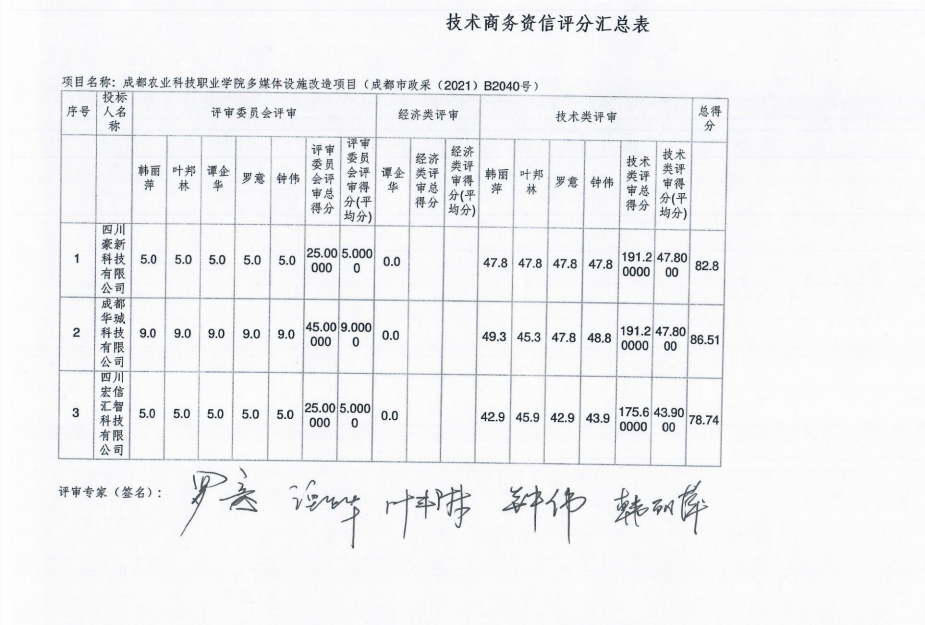 技术商务资信评分汇总表
项目名称：成都农业科技职业学院多媒体设施改造项目（成都市政采（2021）B2040号）
序号 投标人名称 评审委员会评审 经济类评审 技术类评审 总得分
韩丽萍 叶邦林 谭企华 罗意 钟伟 评审委员会评审总得分 评审委员会评审得分(平均分) 谭企华 经济类评审总得分 经济类评审得分(平均分) 韩丽萍 叶邦林 罗意 钟伟 技术类评审总得分 技术类评审得分(平均分)
1 四川豪新科技有限公司 5.0 5.0 5.0 5.0 5.0 25.00000 5.0000 0.0 47.8 47.8 47.8 47.8 191.20000 47.8000 82.8
2 成都华城科技有限公司 9.0 9.0 9.0 9.0 9.0 45.00000 9.0000 0.0 49.3 45.3 47.8 48.8 191.20000 47.8000 86.51
3 四川宏信汇智科技有限公司 5.0 5.0 5.0 5.0 5.0 25.00000 5.0000 0.0 42.9 45.9 42.9 43.9 175.60000 43.9000 78.74
评审专家（签名）： 罗意 谭企华 叶邦林 钟伟 韩丽萍